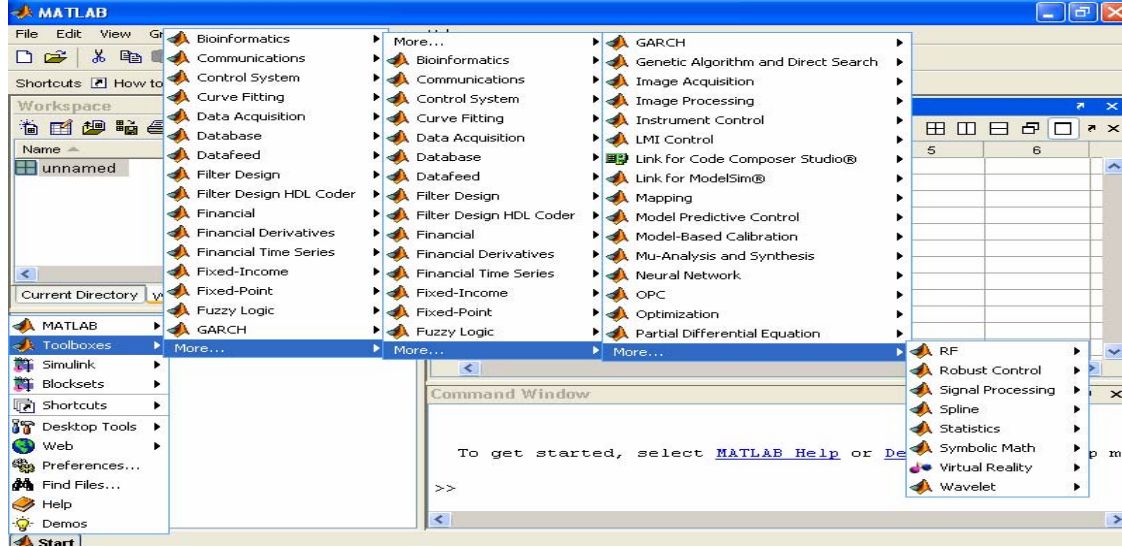 MATLAB
File Edit View
Shortcuts How to
Workspace
Name
unnamed
Current Directory
MATLAB
Toolboxes
Simulink
Blocksets
Shortcuts
Desktop Tools
Web
Preferences...
Find Files...
Help
Demos
Start
Bioinformatics
Communications
Control System
Curve Fitting
Data Acquisition
Database
Datafeed
Filter Design
Filter Design HDL Coder
Financial
Financial Derivatives
Financial Time Series
Fixed-Income
Fixed-Point
Fuzzy Logic
GARCH
More...
More...
Bioinformatics
Communications
Control System
Curve Fitting
Data Acquisition
Database
Datafeed
Filter Design
Filter Design HDL Coder
Financial
Financial Derivatives
Financial Time Series
Fixed-Income
Fixed-Point
Fuzzy Logic
More...
GARCH
Genetic Algorithm and Direct Search
Image Acquisition
Image Processing
Instrument Control
LMI Control
Link for Code Composer Studio®
Link for ModelSim®
Mapping
Model Predictive Control
Model-Based Calibration
Mu-Analysis and Synthesis
Neural Network
OPC
Optimization
Partial Differential Equation
More...
RF
Robust Control
Signal Processing
Spline
Statistics
Symbolic Math
Virtual Reality
Wavelet
5 6
Command Window
To get started, select MATLAB Help or De
>>